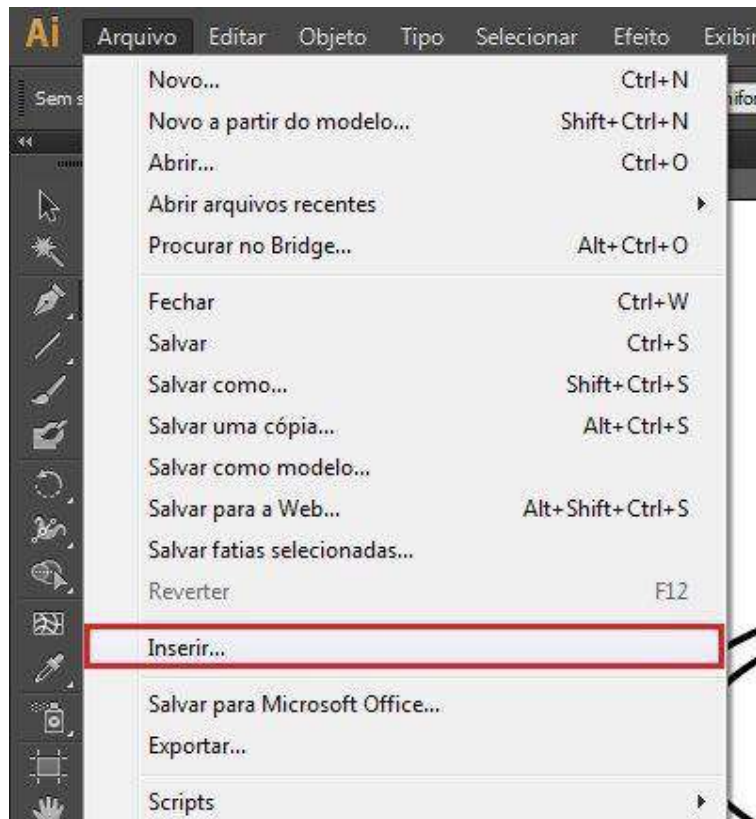 Ai Arquivo Editar Objeto Tipo Selecionar Efeito Exibir
Sem
Novo... Ctrl+N
Novo a partir do modelo... Shift+Ctrl+N
Abrir... Ctrl+O
Abrir arquivos recentes
Procurar no Bridge... Alt+Ctrl+O
Fechar Ctrl+W
Salvar Ctrl+S
Salvar como... Shift+Ctrl+S
Salvar uma cópia... Alt+Ctrl+S
Salvar como modelo...
Salvar para a Web... Alt+Shift+Ctrl+S
Salvar fatias selecionadas...
Reverter F12
Inserir...
Salvar para Microsoft Office...
Exportar...
Scripts